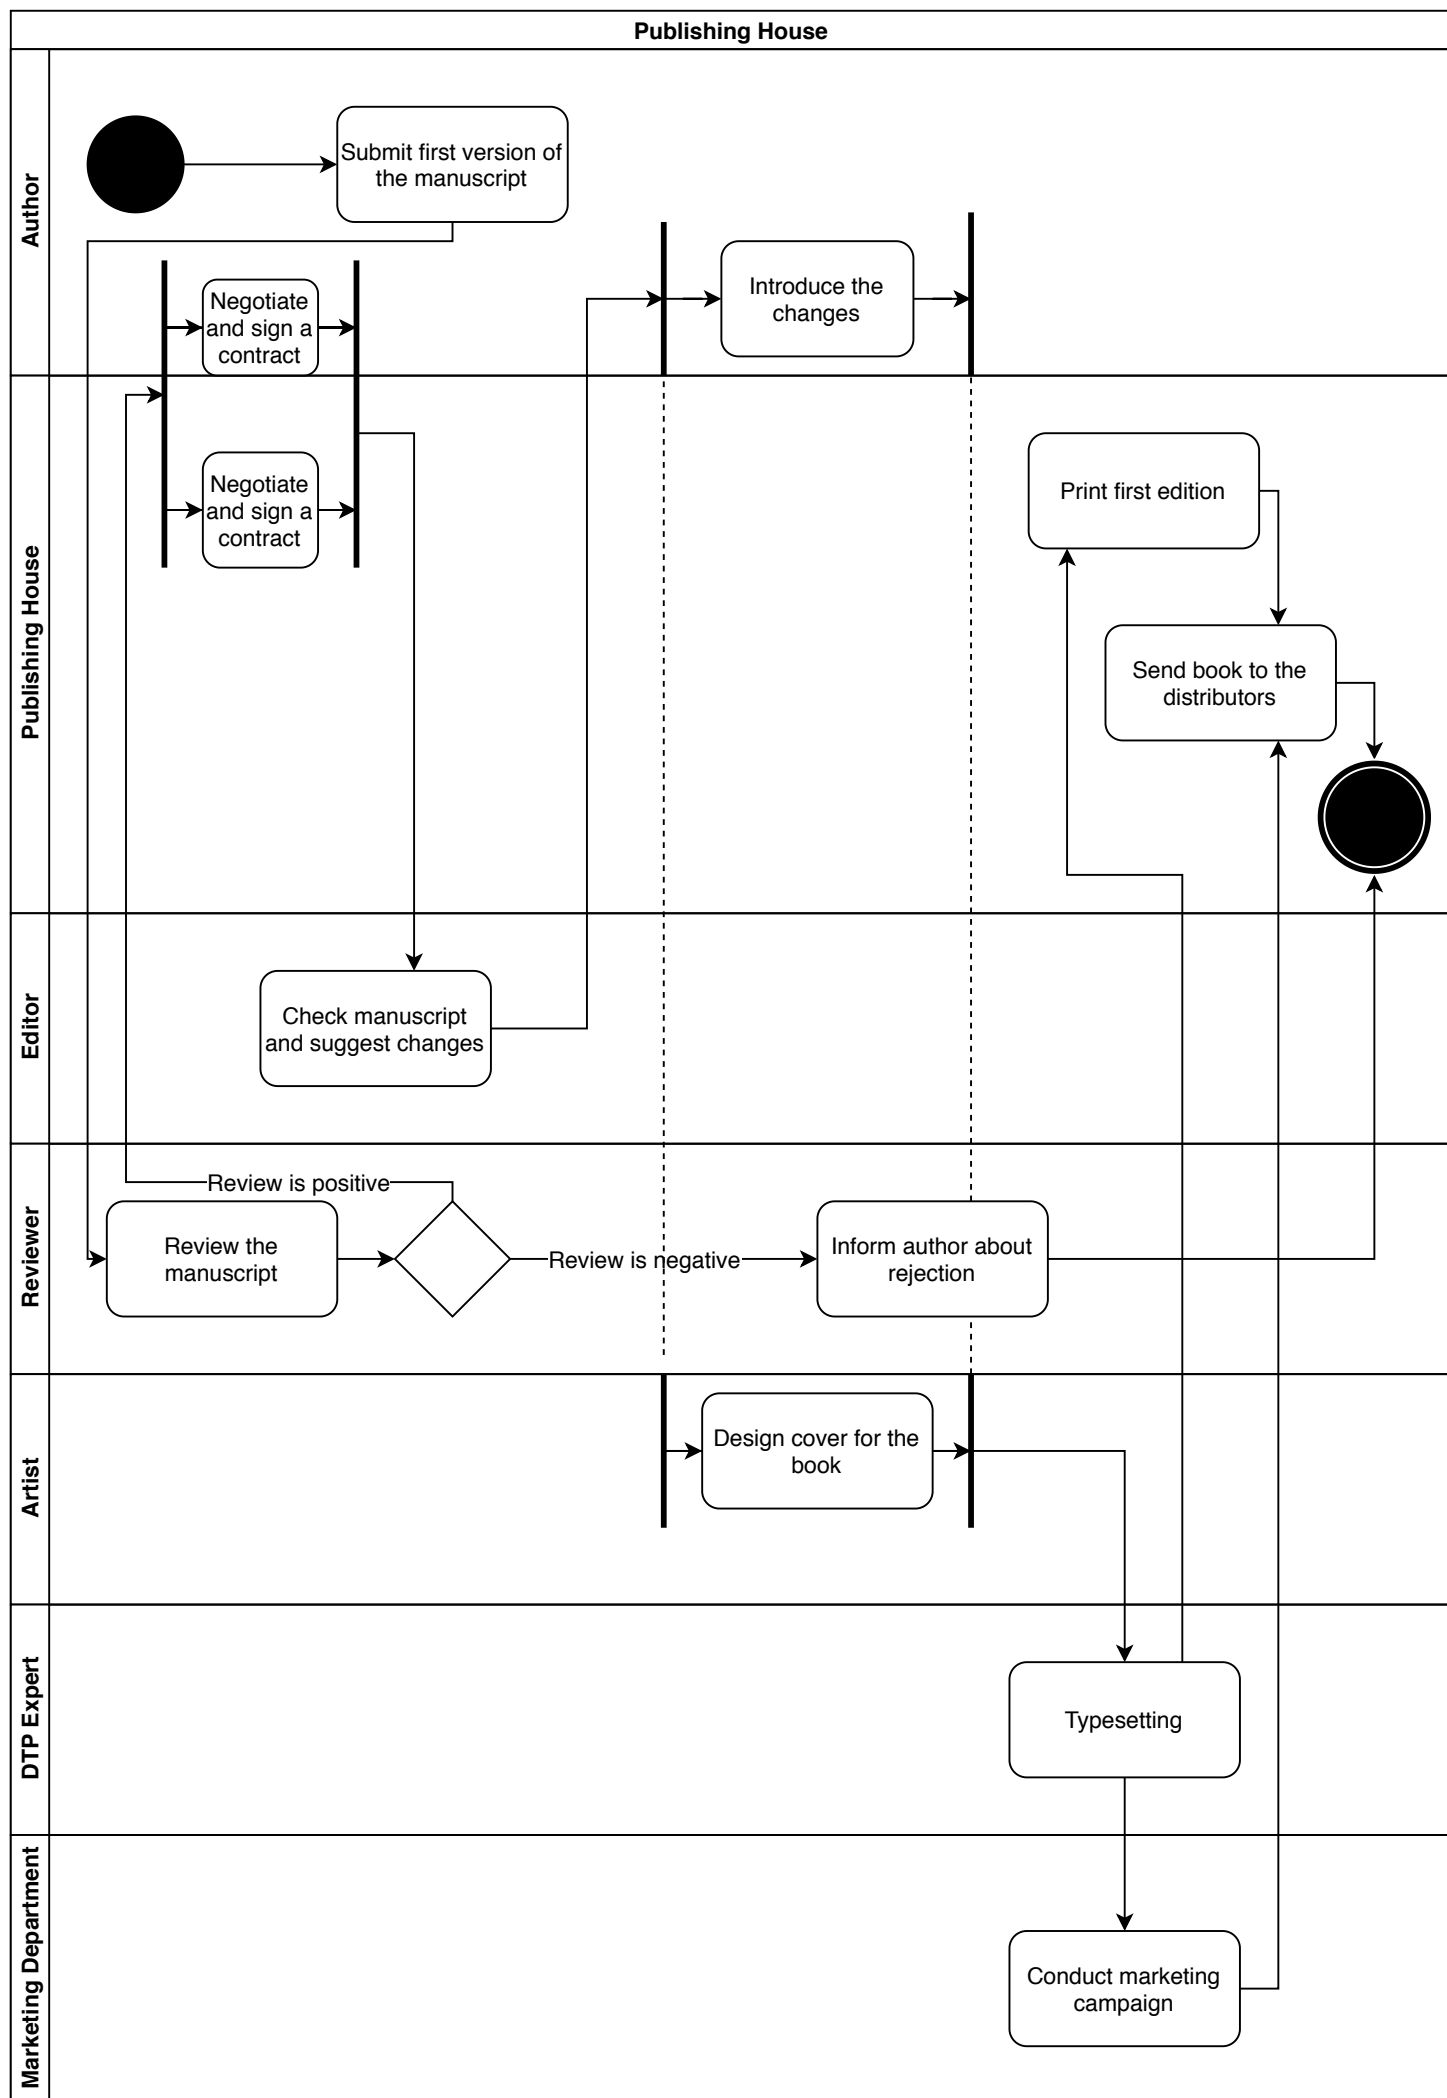 Publishing House
Author
Submit first version of
the manuscript
Negotiate
and sign a
contract
Introduce the
changes
Publishing House
Negotiate
and sign a
contract
Print first edition
Send book to the
distributors
Editor
Check manuscript
and suggest changes
Reviewer
Review is positive
Review the
manuscript
Review is negative
Inform author about
rejection
Artist
Design cover for the
book
DTP Expert
Typesetting
Marketing Department
Conduct marketing
campaign